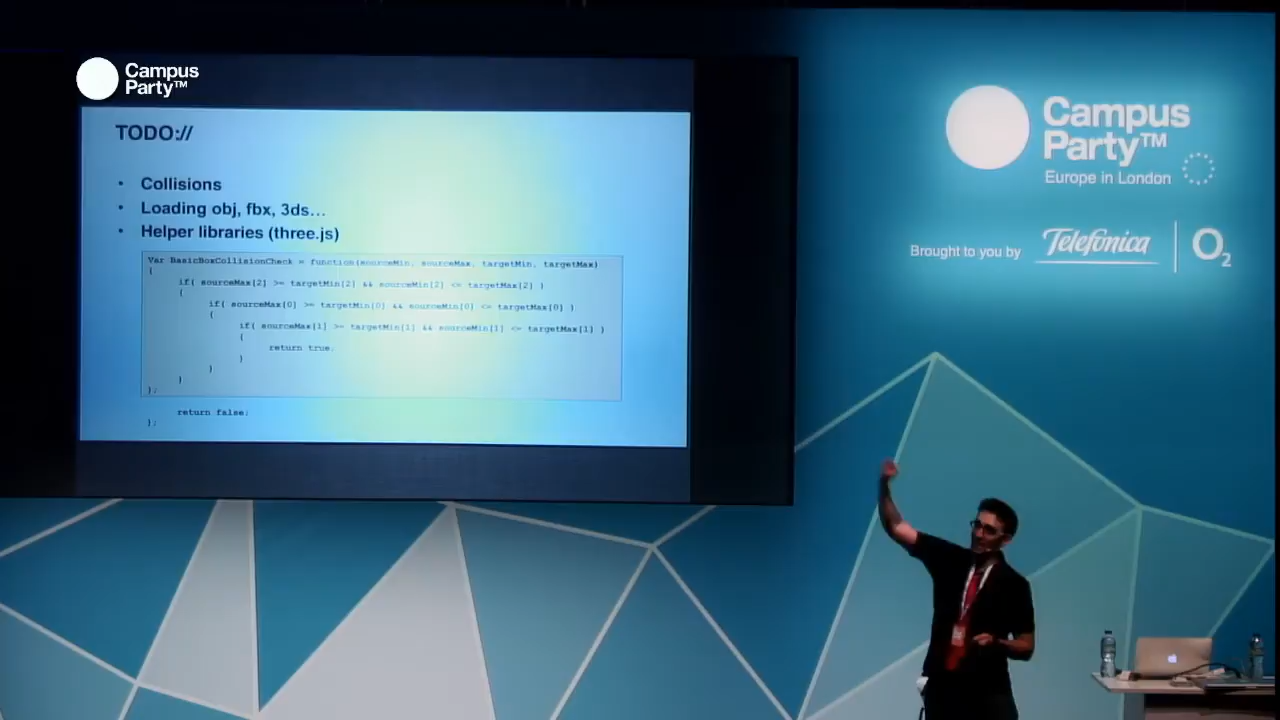 Campus
Party™
TODO://
• Collisions
• Loading obj, fbx, 3ds…
• Helper libraries (three.js)
Var BasicBoxCollisionCheck = function(sourceMin, sourceMax, targetMin, targetMax)
{
if( sourceMax[2] >= targetMin[2] && sourceMin[2] <= targetMax[2] )
{
if( sourceMax[0] >= targetMin[0] && sourceMin[0] <= targetMax[0] )
{
if( sourceMax[1] >= targetMin[1] && sourceMin[1] <= targetMax[1] )
{
return true;
}
}
}
};
return false;
};
Campus
Party™
Europe in London
Brought to you by Telefónica O2